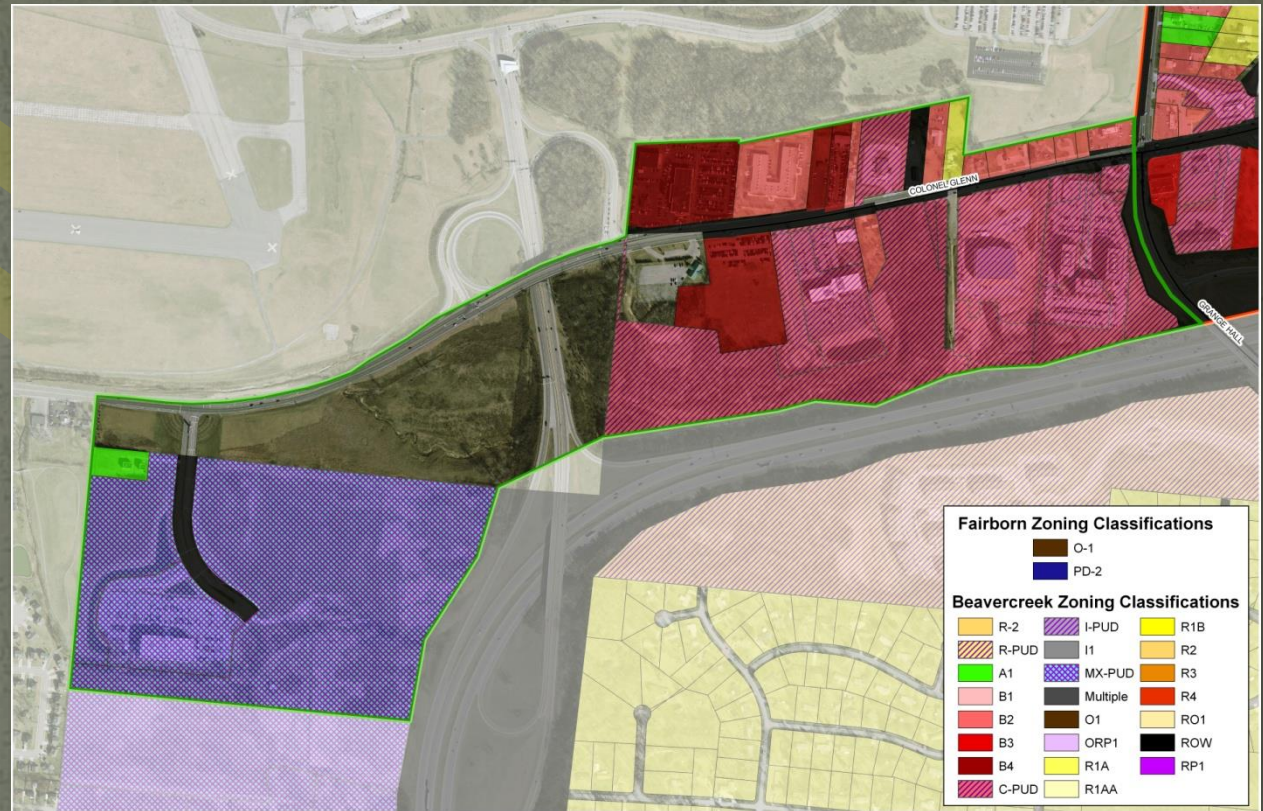 COLONEL GLENN
GRANGE HALL
Fairborn Zoning Classifications
O-1
PD-2
Beavercreek Zoning Classifications
R-2 I-PUD R1B
R-PUD I1 R2
A1 MX-PUD R3
B1 Multiple R4
B2 O1 RO1
B3 ORP1 ROW
B4 R1A RP1
C-PUD R1AA